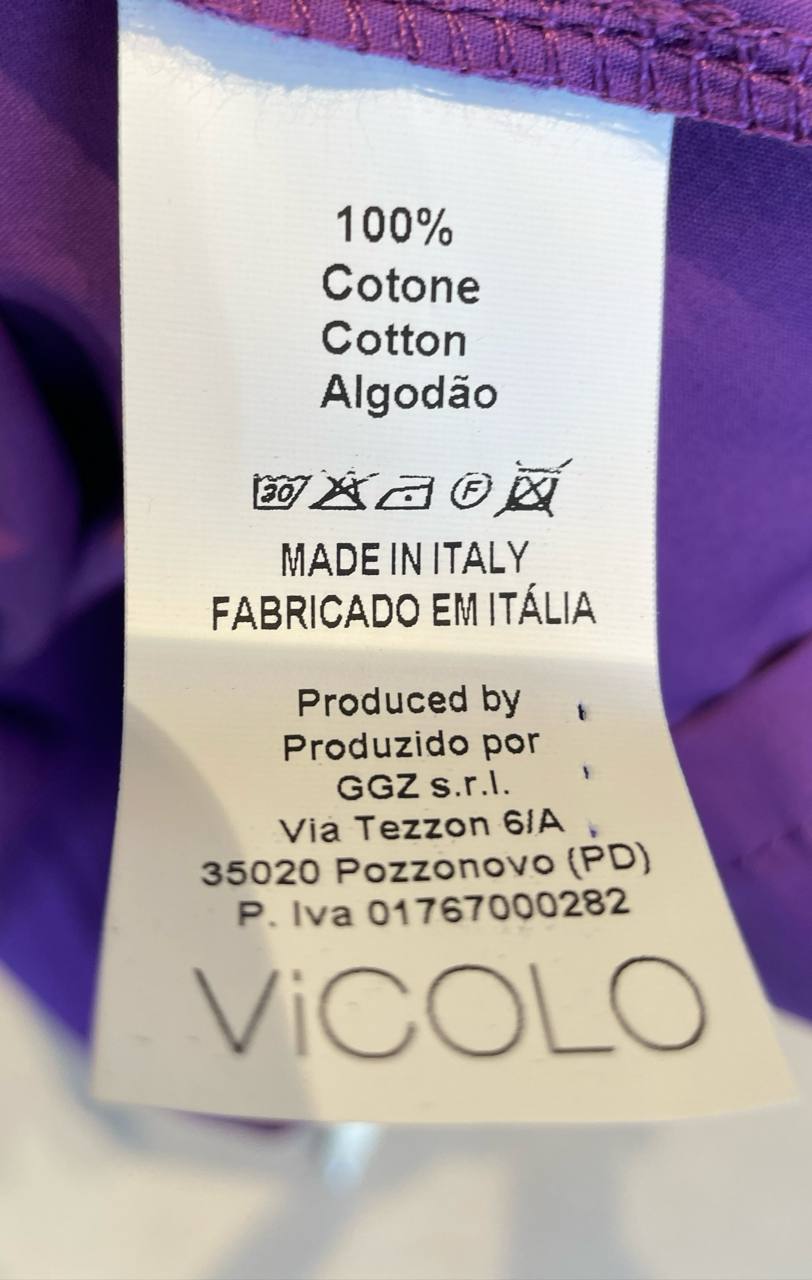 100%
Cotone
Cotton
Algodão
30 F
MADE IN ITALY
FABRICADO EM ITÁLIA
Produced by
Produzido por
GGZ s.r.l.
Via Tezzon 6/A
35020 Pozzonovo (PD)
P. Iva 01767000282
ViCOLO